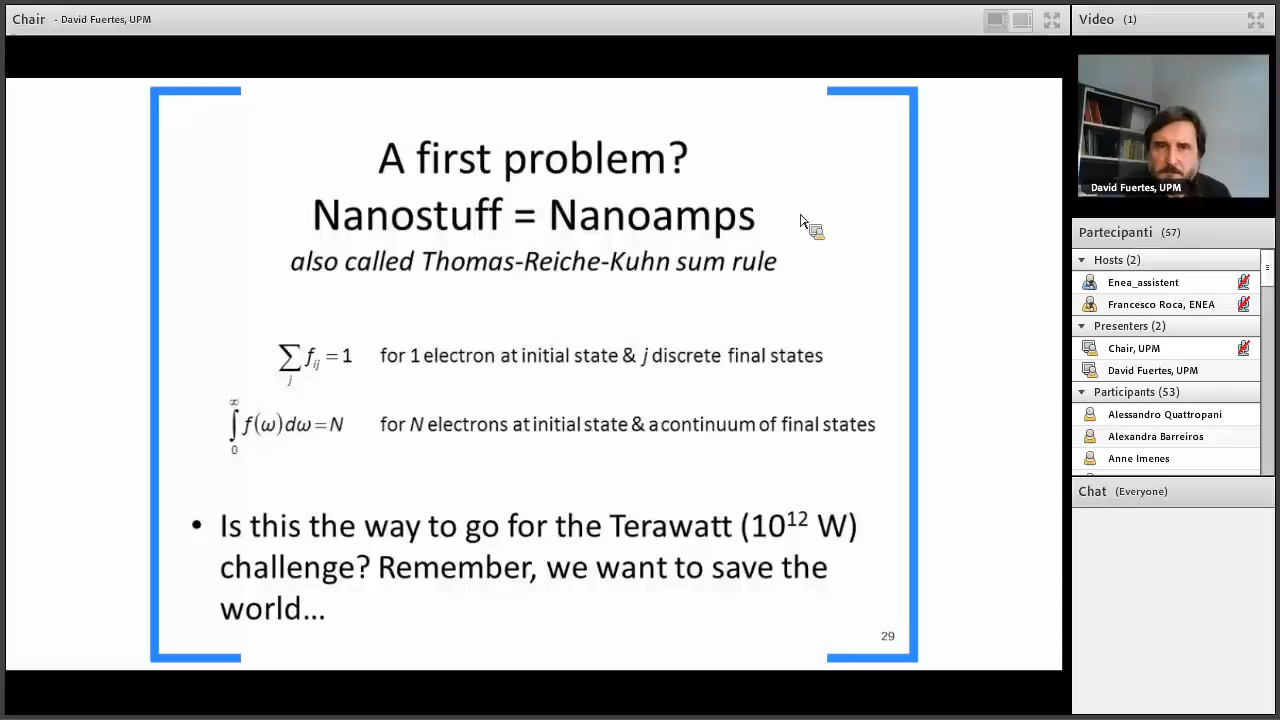 Chair - David Fuertes, UPM
Video (1)
A first problem?
Nanostuff = Nanoamps
also called Thomas-Reiche-Kuhn sum rule
∑ f_ij = 1 for 1 electron at initial state & j discrete final states
j
∞
∫ f(ω)dω = N for N electrons at initial state & a continuum of final states
0
• Is this the way to go for the Terawatt (10¹² W)
challenge? Remember, we want to save the
world...
29
David Fuertes, UPM
Partecipanti (57)
Hosts (2)
Enea_assistent
Francesco Roca, ENEA
Presenters (2)
Chair, UPM
David Fuertes, UPM
Participants (53)
Alessandro Quattropani
Alexandra Barreiros
Anne Imenes
Chat (Everyone)